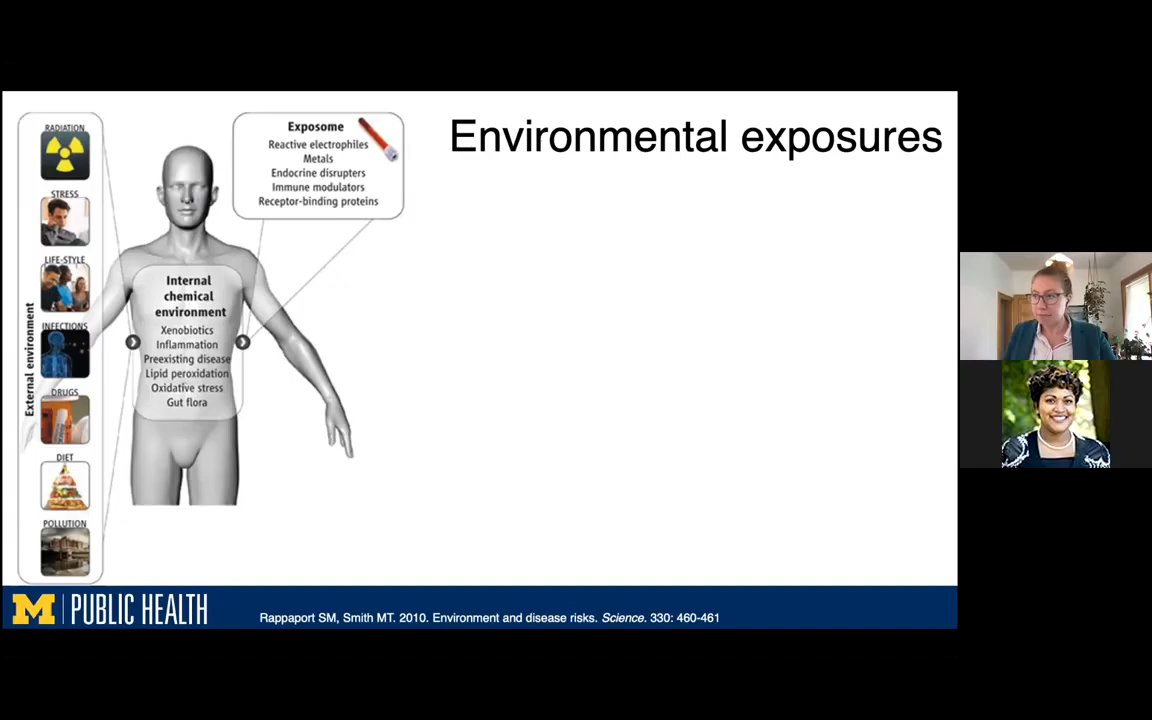 Environmental exposures
RADIATION
STRESS
LIFE-STYLE
INFECTIONS
DRUGS
DIET
POLLUTION
External environment
Exposome
Reactive electrophiles
Metals
Endocrine disrupters
Immune modulators
Receptor-binding proteins
Internal
chemical
environment
Xenobiotics
Inflammation
Preexisting disease
Lipid peroxidation
Oxidative stress
Gut flora
M PUBLIC HEALTH
Rappaport SM, Smith MT. 2010. Environment and disease risks. Science. 330: 460-461